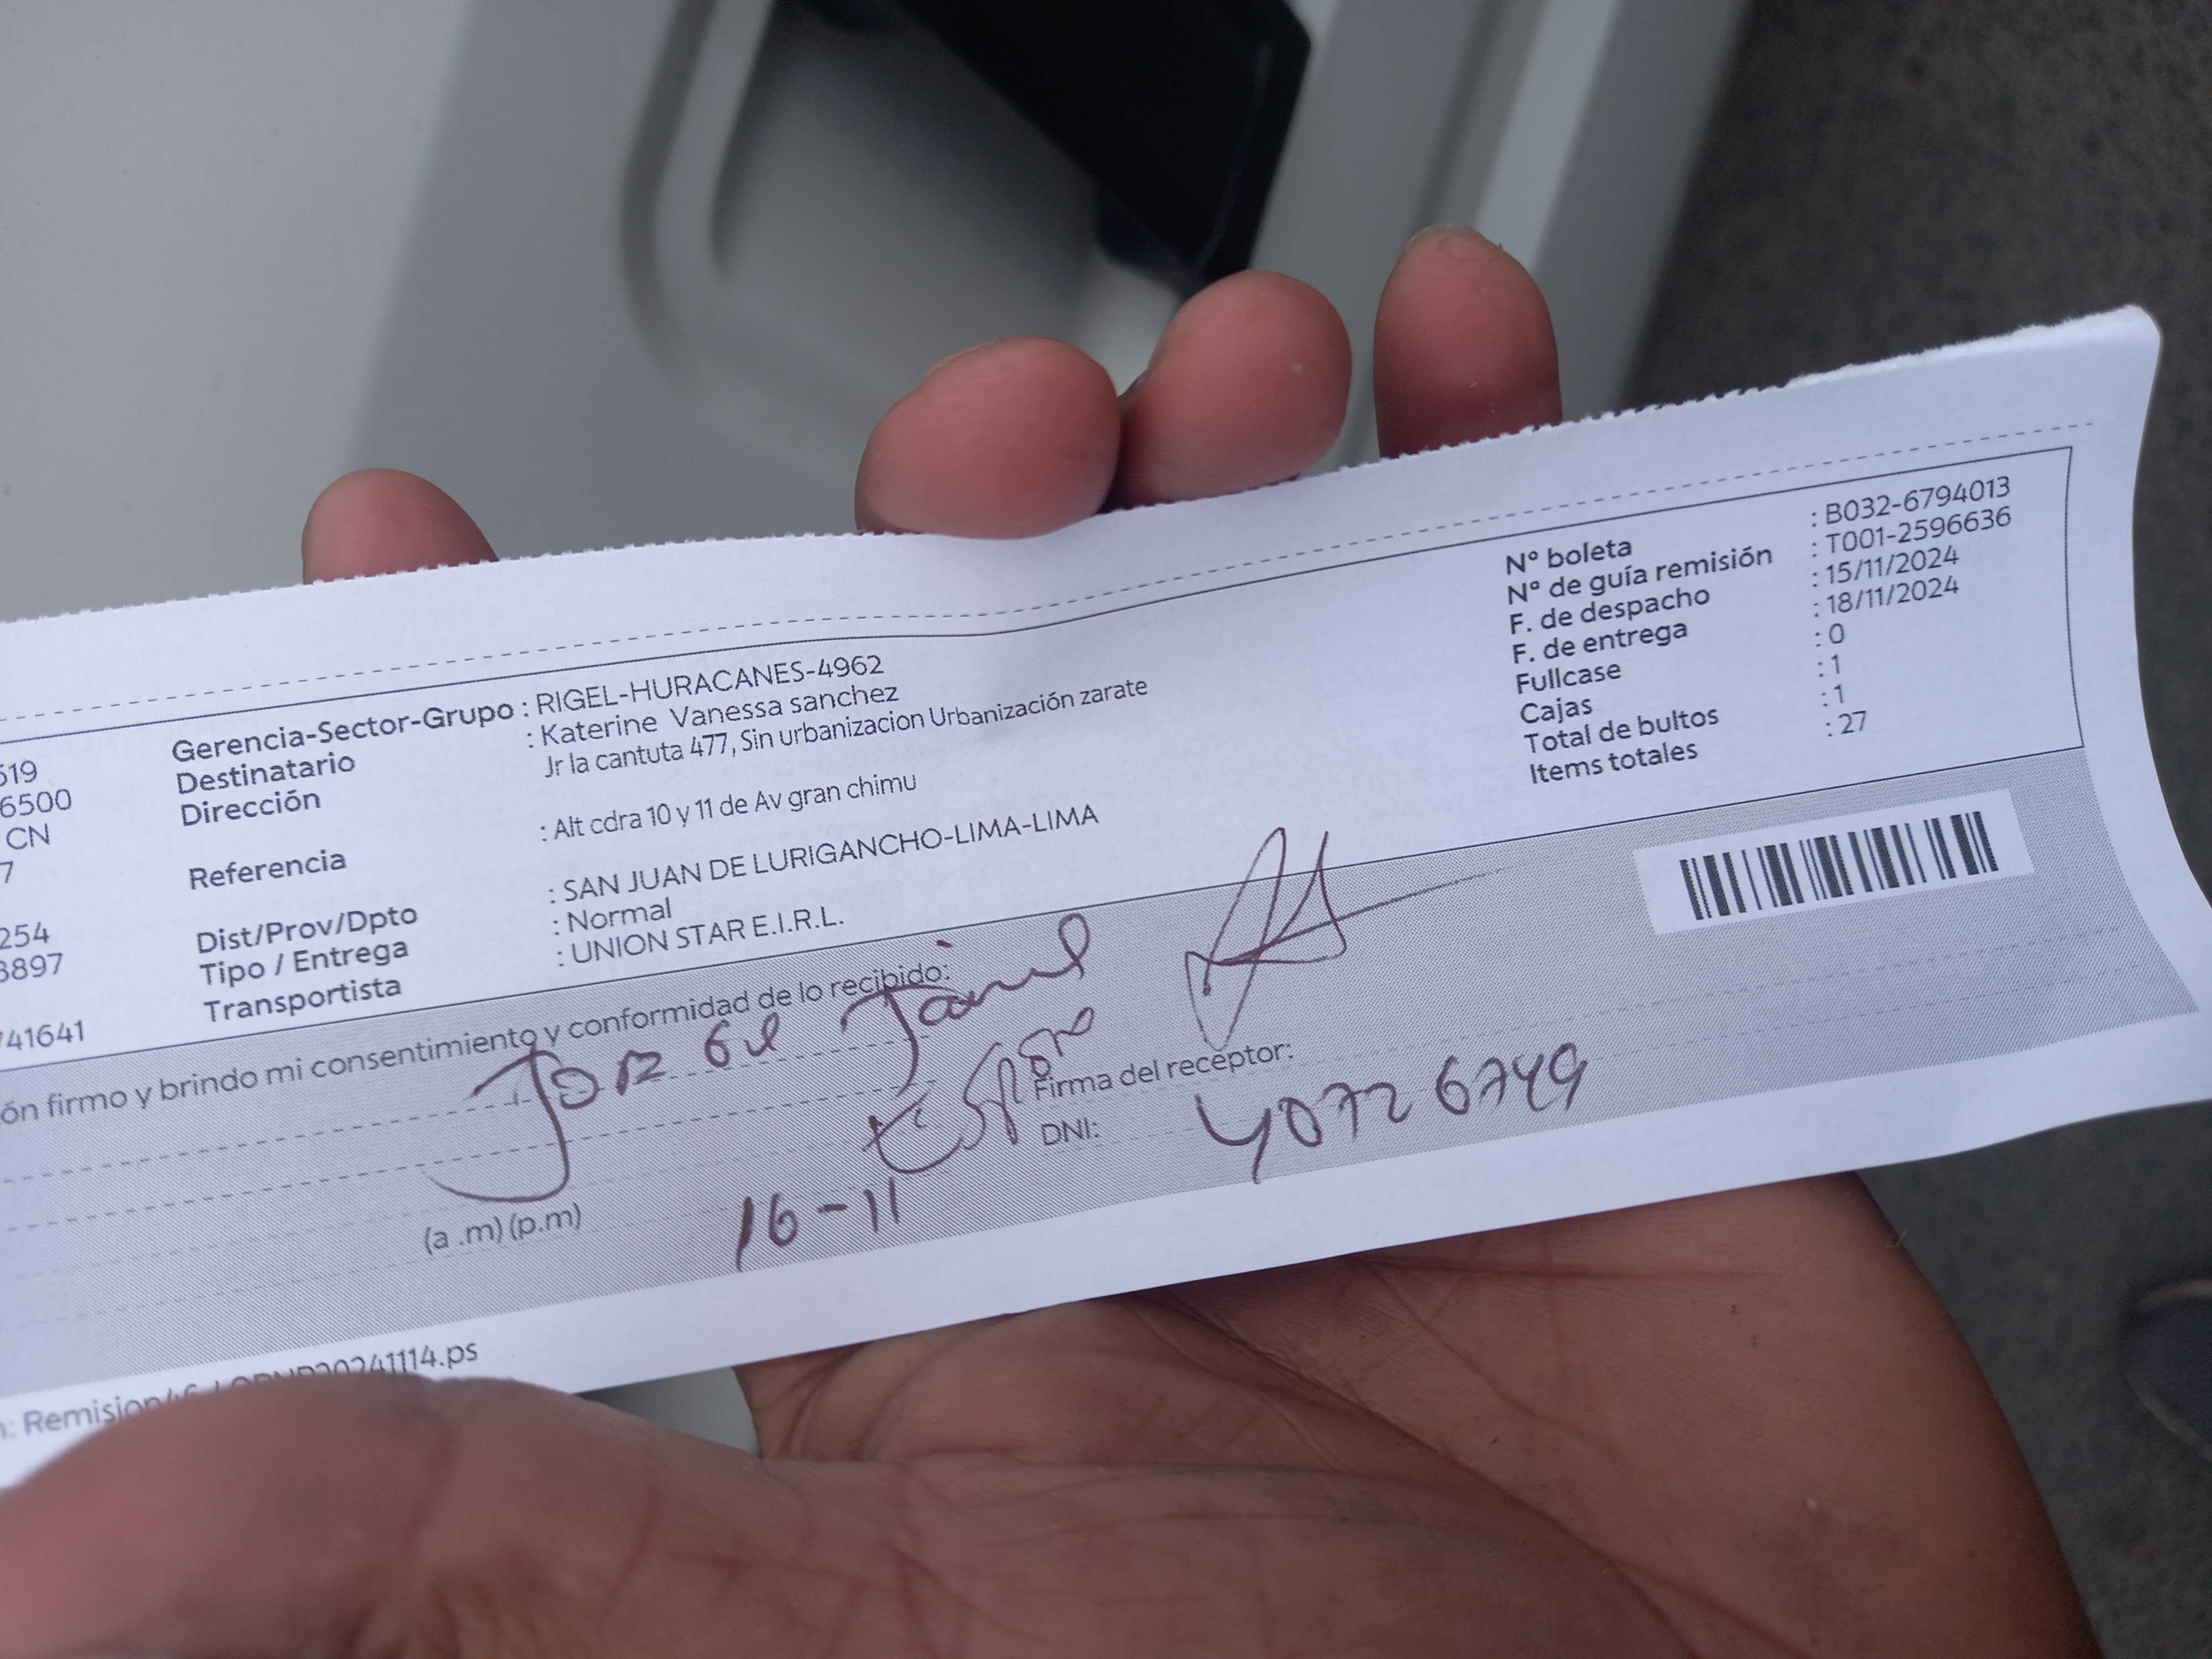 519
6500
CN
7
254
8897
741641
Gerencia-Sector-Grupo : RIGEL-HURACANES-4962
Destinatario : Katerine Vanessa sanchez
Dirección Jr la cantuta 477, Sin urbanizacion Urbanización zarate
Referencia : Alt cdra 10 y 11 de Av gran chimu
Dist/Prov/Dpto : SAN JUAN DE LURIGANCHO-LIMA-LIMA
Tipo / Entrega : Normal
Transportista : UNION STAR E.I.R.L.
N° boleta : B032-6794013
N° de guía remisión : T001-2596636
F. de despacho : 15/11/2024
F. de entrega : 18/11/2024
Fullcase : 0
Cajas : 1
Total de bultos : 1
Items totales : 27
ón firmo y brindo mi consentimiento y conformidad de lo recibido:
Firma del receptor:
DNI: 40726749
(a .m) (p.m) 16-11
n: Remision 20241114.ps